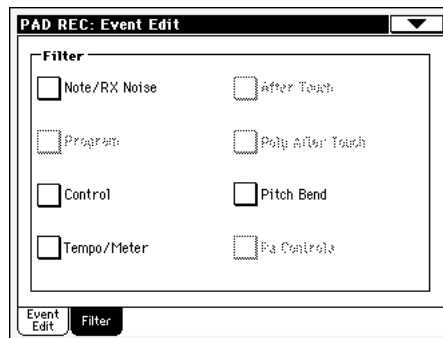 PAD REC: Event Edit
Filter
Note/RX Noise
After Touch
Program
Poly After Touch
Control
Pitch Bend
Tempo/Meter
Pa Controls
Event Edit
Filter